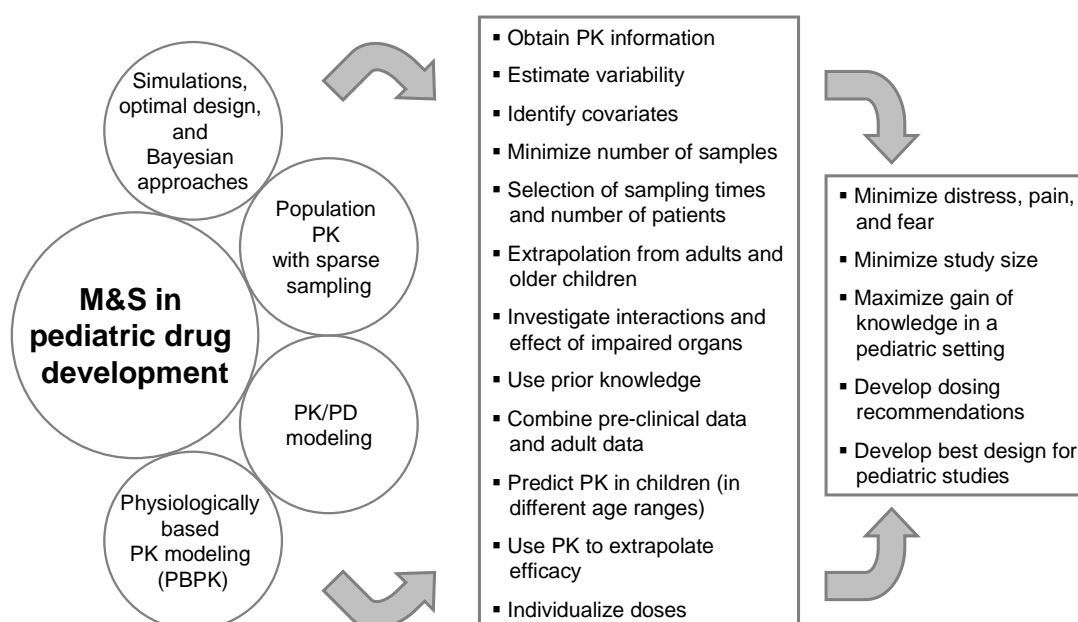 Simulations,
optimal design,
and
Bayesian
approaches
Population
PK
with sparse
sampling
M&S in
pediatric drug
development
PK/PD
modeling
Physiologically
based
PK modeling
(PBPK)
▪ Obtain PK information
▪ Estimate variability
▪ Identify covariates
▪ Minimize number of samples
▪ Selection of sampling times
and number of patients
▪ Extrapolation from adults and
older children
▪ Investigate interactions and
effect of impaired organs
▪ Use prior knowledge
▪ Combine pre-clinical data
and adult data
▪ Predict PK in children (in
different age ranges)
▪ Use PK to extrapolate
efficacy
▪ Individualize doses
▪ Minimize distress, pain,
and fear
▪ Minimize study size
▪ Maximize gain of
knowledge in a
pediatric setting
▪ Develop dosing
recommendations
▪ Develop best design for
pediatric studies